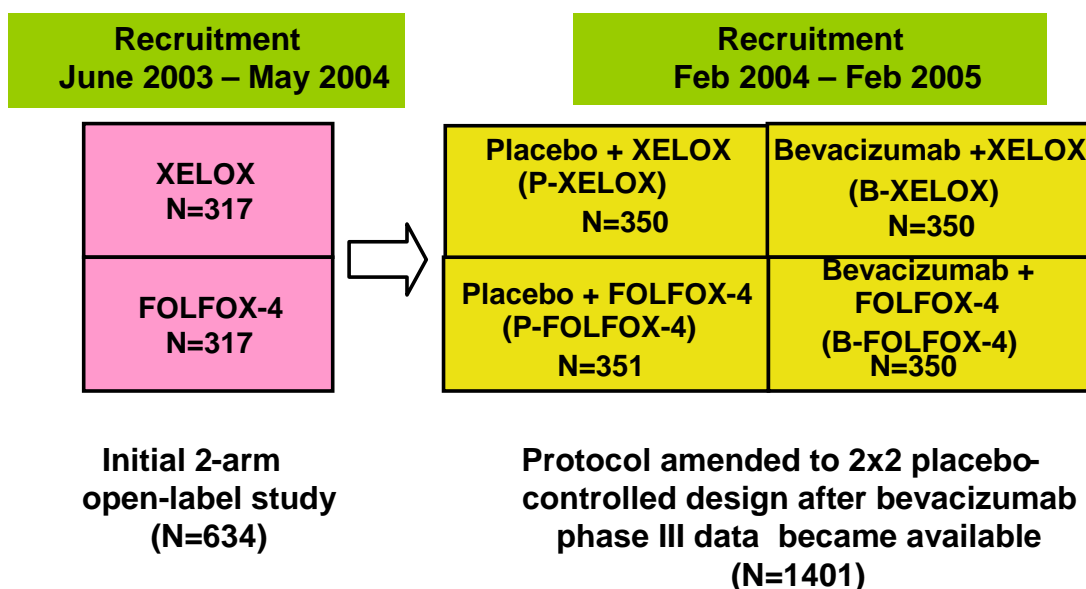 Recruitment
June 2003 – May 2004
Recruitment
Feb 2004 – Feb 2005
XELOX
N=317
FOLFOX-4
N=317
Placebo + XELOX
(P-XELOX)
N=350
Bevacizumab +XELOX
(B-XELOX)
N=350
Placebo + FOLFOX-4
(P-FOLFOX-4)
N=351
Bevacizumab +
FOLFOX-4
(B-FOLFOX-4)
N=350
Initial 2-arm
open-label study
(N=634)
Protocol amended to 2x2 placebo-
controlled design after bevacizumab
phase III data became available
(N=1401)